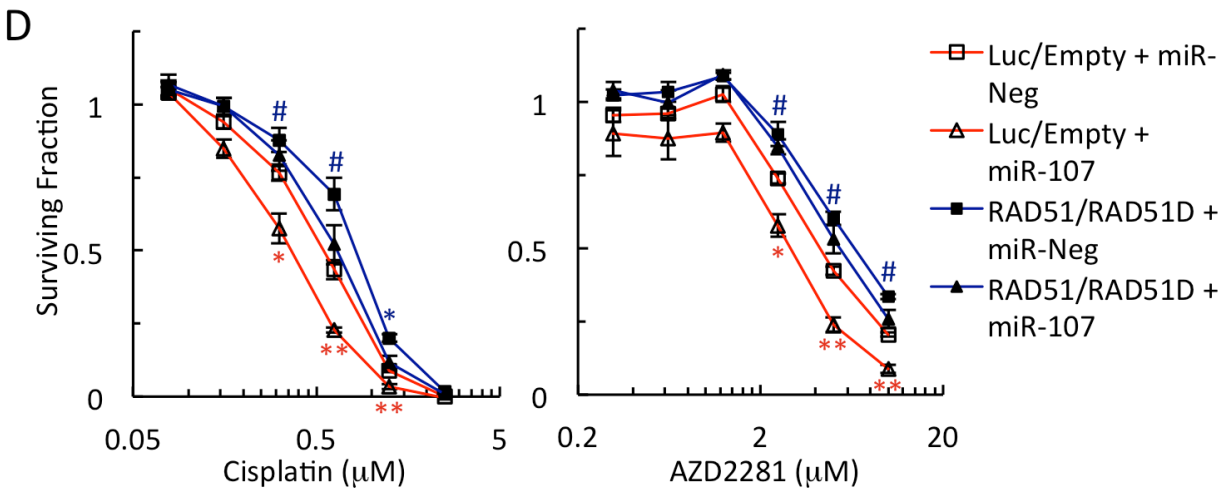 D
Surviving Fraction
1
0.5
0
0.05
0.5
5
Cisplatin (μM)
#
#
*
*
**
**
1
0.5
0
0.2
2
20
AZD2281 (μM)
#
#
#
*
**
**
Luc/Empty + miR-
Neg
Luc/Empty +
miR-107
RAD51/RAD51D +
miR-Neg
RAD51/RAD51D +
miR-107